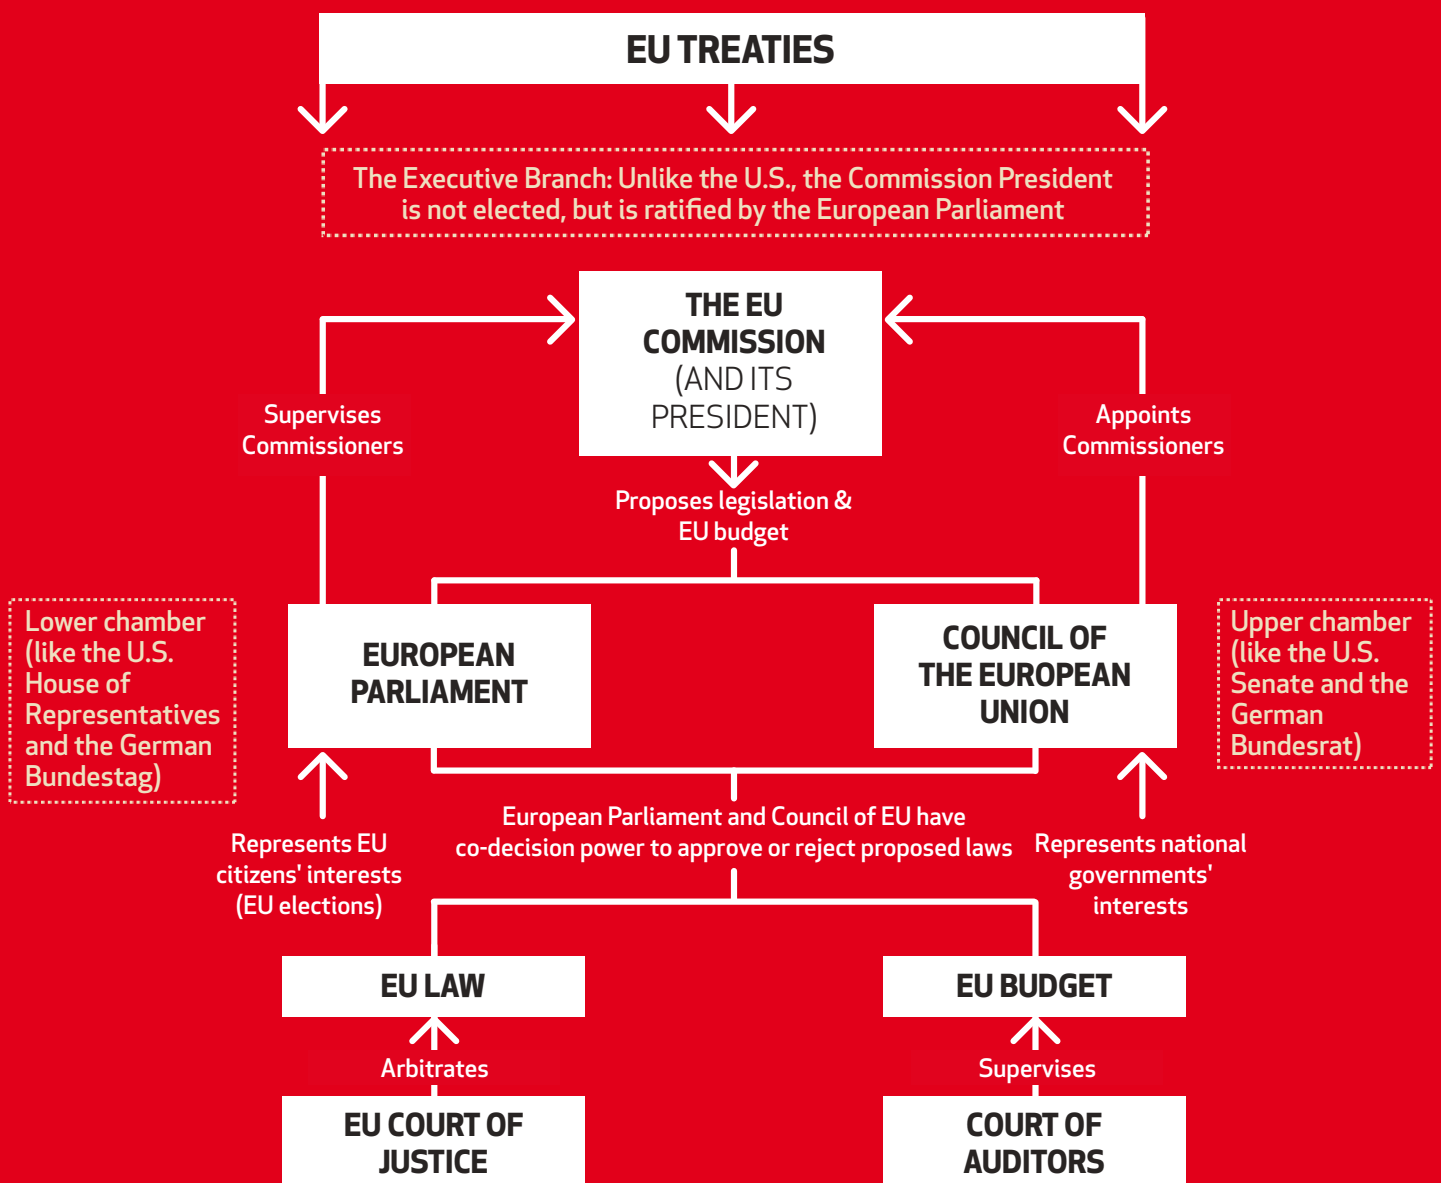 EU TREATIES
The Executive Branch: Unlike the U.S., the Commission President
is not elected, but is ratified by the European Parliament
THE EU
COMMISSION
(AND ITS
PRESIDENT)
Supervises
Commissioners
Appoints
Commissioners
Proposes legislation &
EU budget
Lower chamber
(like the U.S.
House of
Representatives
and the German
Bundestag)
EUROPEAN
PARLIAMENT
COUNCIL OF
THE EUROPEAN
UNION
Upper chamber
(like the U.S.
Senate and the
German
Bundesrat)
Represents EU
citizens' interests
(EU elections)
European Parliament and Council of EU have
co-decision power to approve or reject proposed laws
Represents national
governments'
interests
EU LAW
EU BUDGET
Arbitrates
Supervises
EU COURT OF
JUSTICE
COURT OF
AUDITORS